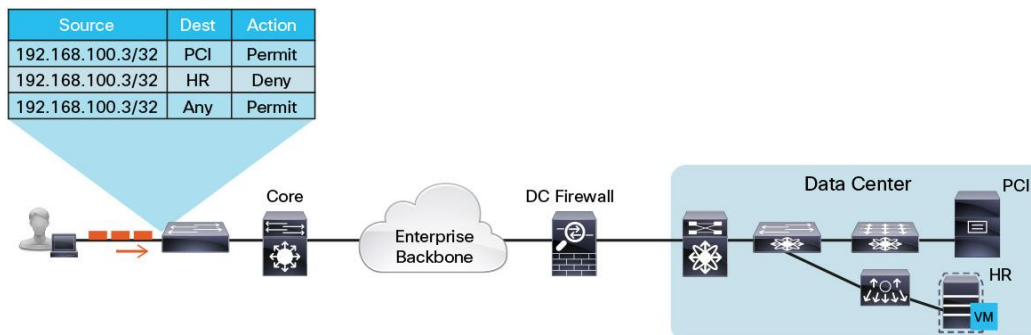 Source Dest Action
192.168.100.3/32 PCI Permit
192.168.100.3/32 HR Deny
192.168.100.3/32 Any Permit
Core
Enterprise
Backbone
DC Firewall
Data Center
PCI
HR
VM